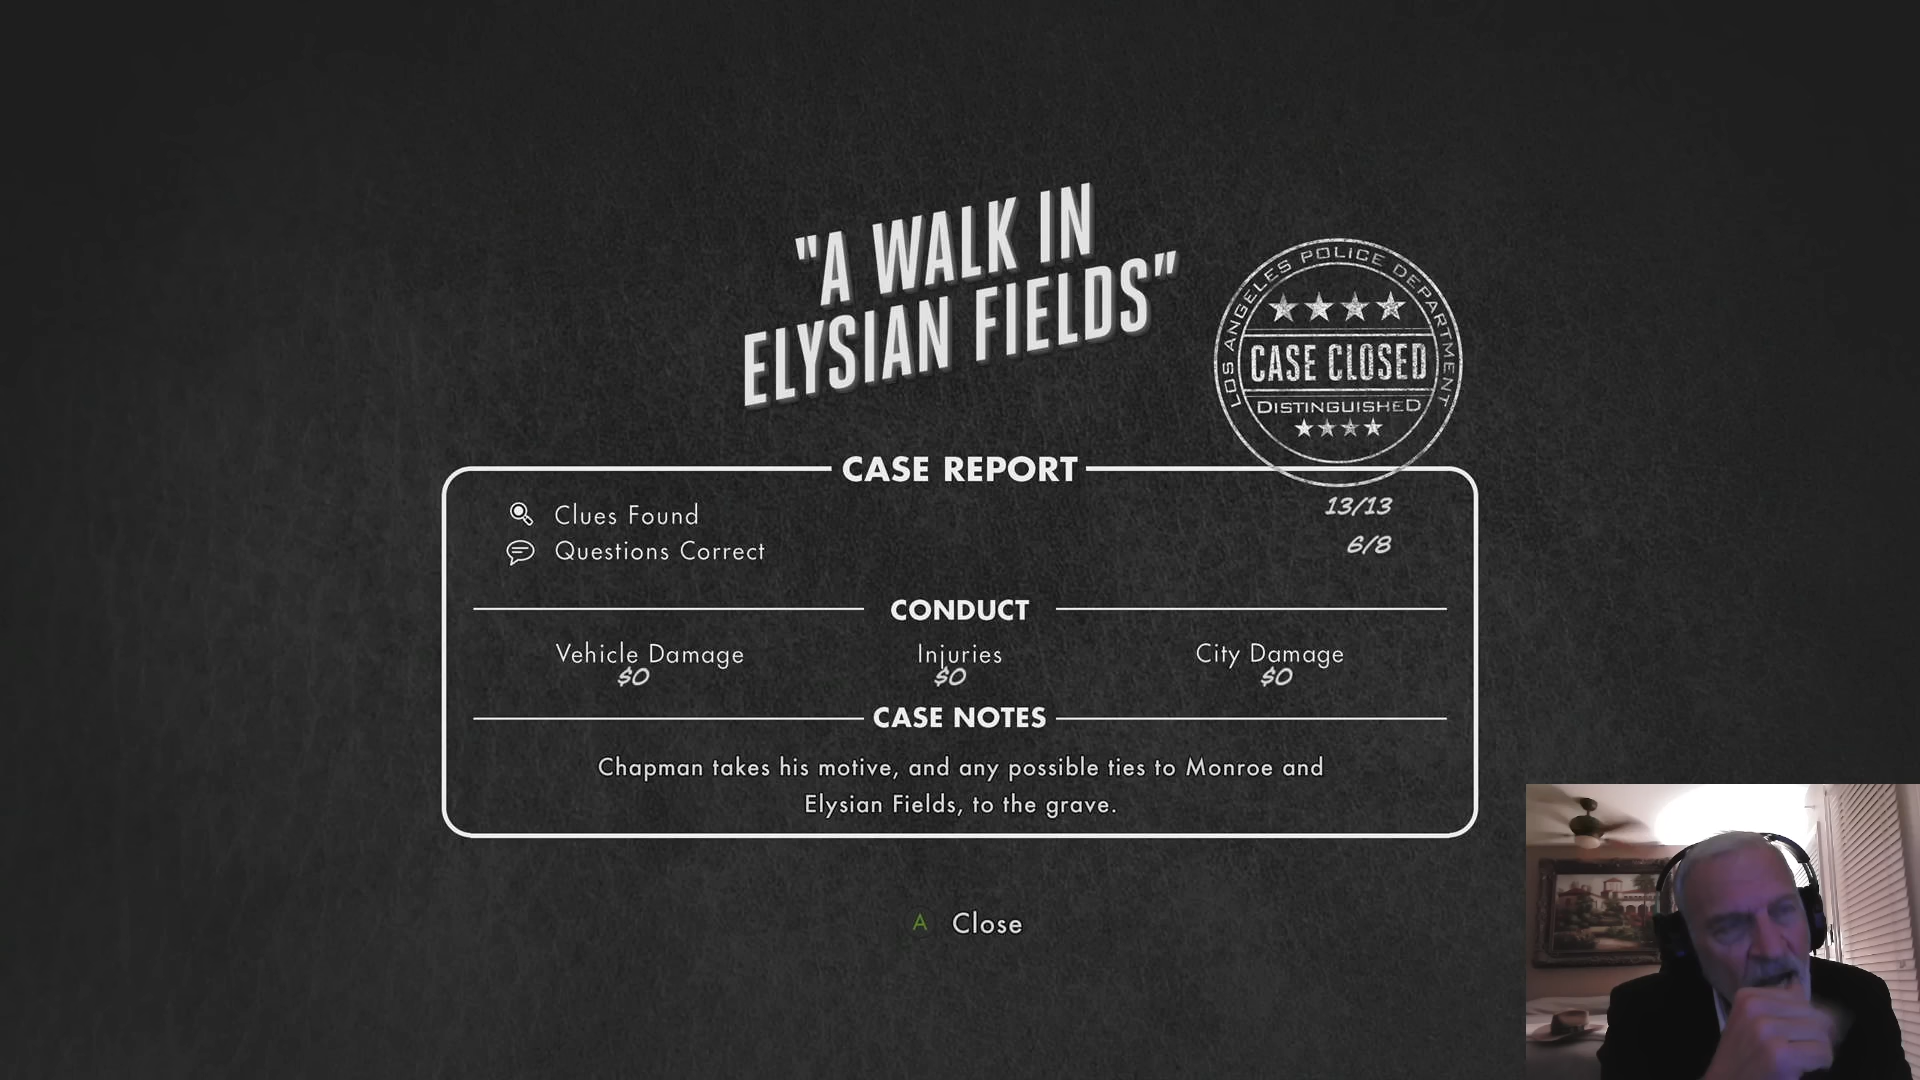 "A WALK IN
ELYSIAN FIELDS"
LOS ANGELES POLICE DEPARTMENT
CASE CLOSED
DISTINGUISHED
CASE REPORT
Clues Found 13/13
Questions Correct 6/8
CONDUCT
Vehicle Damage Injuries City Damage
$0 $0 $0
CASE NOTES
Chapman takes his motive, and any possible ties to Monroe and
Elysian Fields, to the grave.
A Close